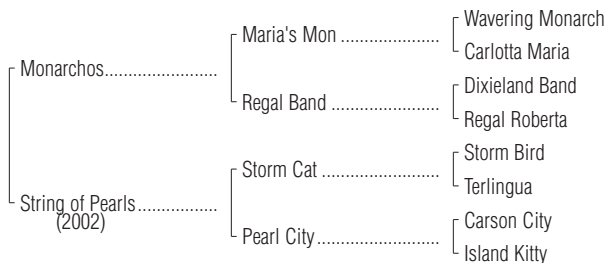 Wavering Monarch
Maria's Mon ..................
Carlotta Maria
Monarchos.....................
Dixieland Band
Regal Band ....................
Regal Roberta
Storm Bird
Storm Cat ......................
Terlingua
String of Pearls...............
(2002)
Carson City
Pearl City.......................
Island Kitty